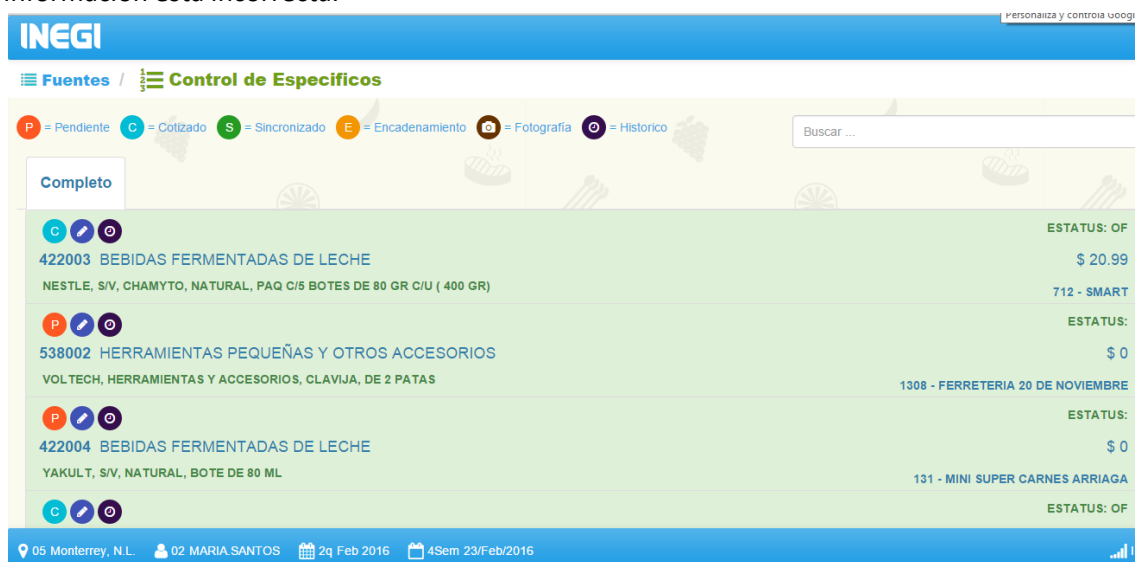 Personaliza y controla Googl
INEGI
Fuentes / Control de Especificos
P = Pendiente C = Cotizado S = Sincronizado E = Encadenamiento = Fotografía = Historico
Buscar ...
Completo
C
ESTATUS: OF
422003 BEBIDAS FERMENTADAS DE LECHE
$ 20.99
NESTLE, S/V, CHAMYTO, NATURAL, PAQ C/5 BOTES DE 80 GR C/U ( 400 GR)
712 - SMART
P
ESTATUS:
538002 HERRAMIENTAS PEQUEÑAS Y OTROS ACCESORIOS
$ 0
VOLTECH, HERRAMIENTAS Y ACCESORIOS, CLAVIJA, DE 2 PATAS
1308 - FERRETERIA 20 DE NOVIEMBRE
P
ESTATUS:
422004 BEBIDAS FERMENTADAS DE LECHE
$ 0
YAKULT, S/V, NATURAL, BOTE DE 80 ML
131 - MINI SUPER CARNES ARRIAGA
C
ESTATUS: OF
05 Monterrey, N.L. 02 MARIA.SANTOS 2q Feb 2016 4Sem 23/Feb/2016